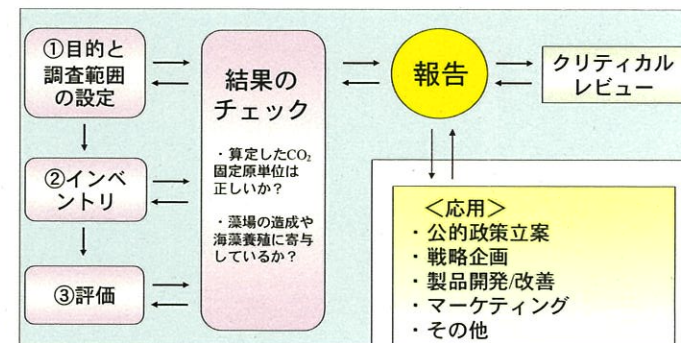 ①目的と
調査範囲
の設定
②インベ
ントリ
③評価
結果の
チェック
・算定したCO₂
固定原単位は
正しいか？
・藻場の造成や
海藻養殖に寄与
しているか？
報告
クリティカル
レビュー
＜応用＞
・公的政策立案
・戦略企画
・製品開発/改善
・マーケティング
・その他